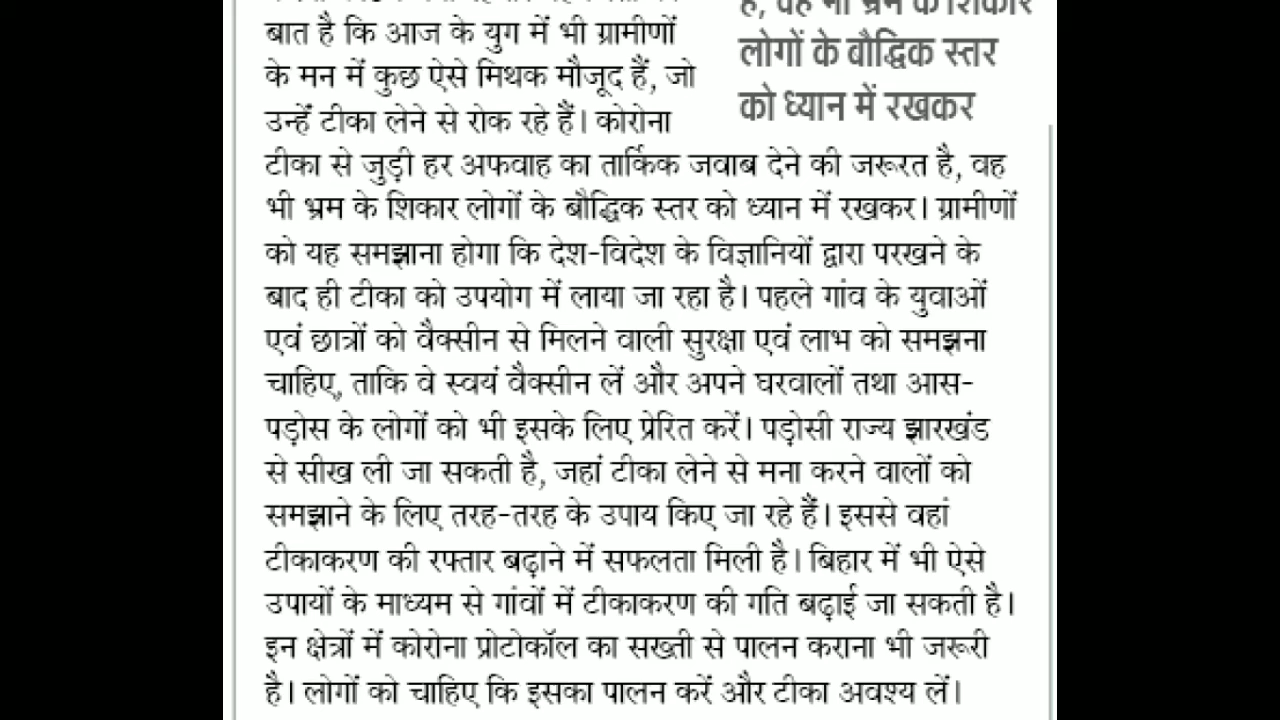 बात है कि आज के युग में भी ग्रामीणों
के मन में कुछ ऐसे मिथक मौजूद हैं, जो
उन्हें टीका लेने से रोक रहे हैं। कोरोना
टीका से जुड़ी हर अफवाह का तार्किक जवाब देने की जरूरत है, वह
भी भ्रम के शिकार लोगों के बौद्धिक स्तर को ध्यान में रखकर। ग्रामीणों
को यह समझाना होगा कि देश-विदेश के विज्ञानियों द्वारा परखने के
बाद ही टीका को उपयोग में लाया जा रहा है। पहले गांव के युवाओं
एवं छात्रों को वैक्सीन से मिलने वाली सुरक्षा एवं लाभ को समझना
चाहिए, ताकि वे स्वयं वैक्सीन लें और अपने घरवालों तथा आस-
पड़ोस के लोगों को भी इसके लिए प्रेरित करें। पड़ोसी राज्य झारखंड
से सीख ली जा सकती है, जहां टीका लेने से मना करने वालों को
समझाने के लिए तरह-तरह के उपाय किए जा रहे हैं। इससे वहां
टीकाकरण की रफ्तार बढ़ाने में सफलता मिली है। बिहार में भी ऐसे
उपायों के माध्यम से गांवों में टीकाकरण की गति बढ़ाई जा सकती है।
इन क्षेत्रों में कोरोना प्रोटोकॉल का सख्ती से पालन कराना भी जरूरी
है। लोगों को चाहिए कि इसका पालन करें और टीका अवश्य लें।
है, वह भी भ्रम के शिकार
लोगों के बौद्धिक स्तर
को ध्यान में रखकर